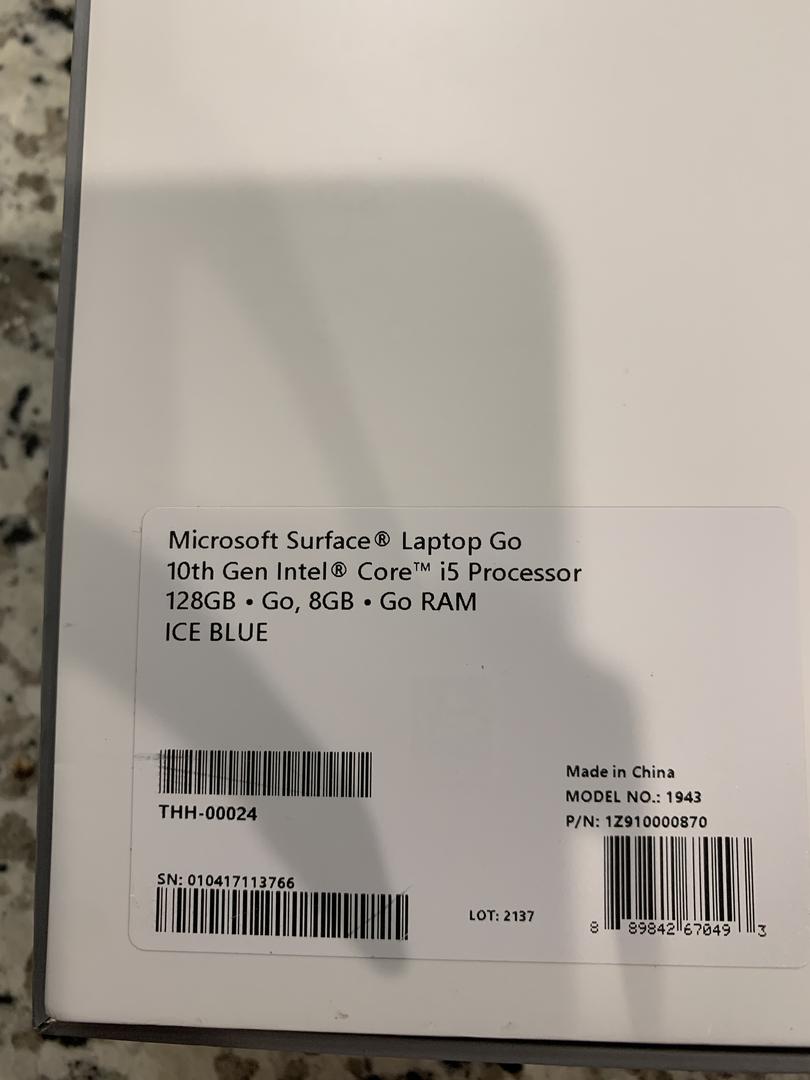 Microsoft Surface® Laptop Go
10th Gen Intel® Core™ i5 Processor
128GB • Go, 8GB • Go RAM
ICE BLUE
THH-00024
SN: 010417113766
LOT: 2137
Made in China
MODEL NO.: 1943
P/N: 1Z910000870
8 89842 67049 3